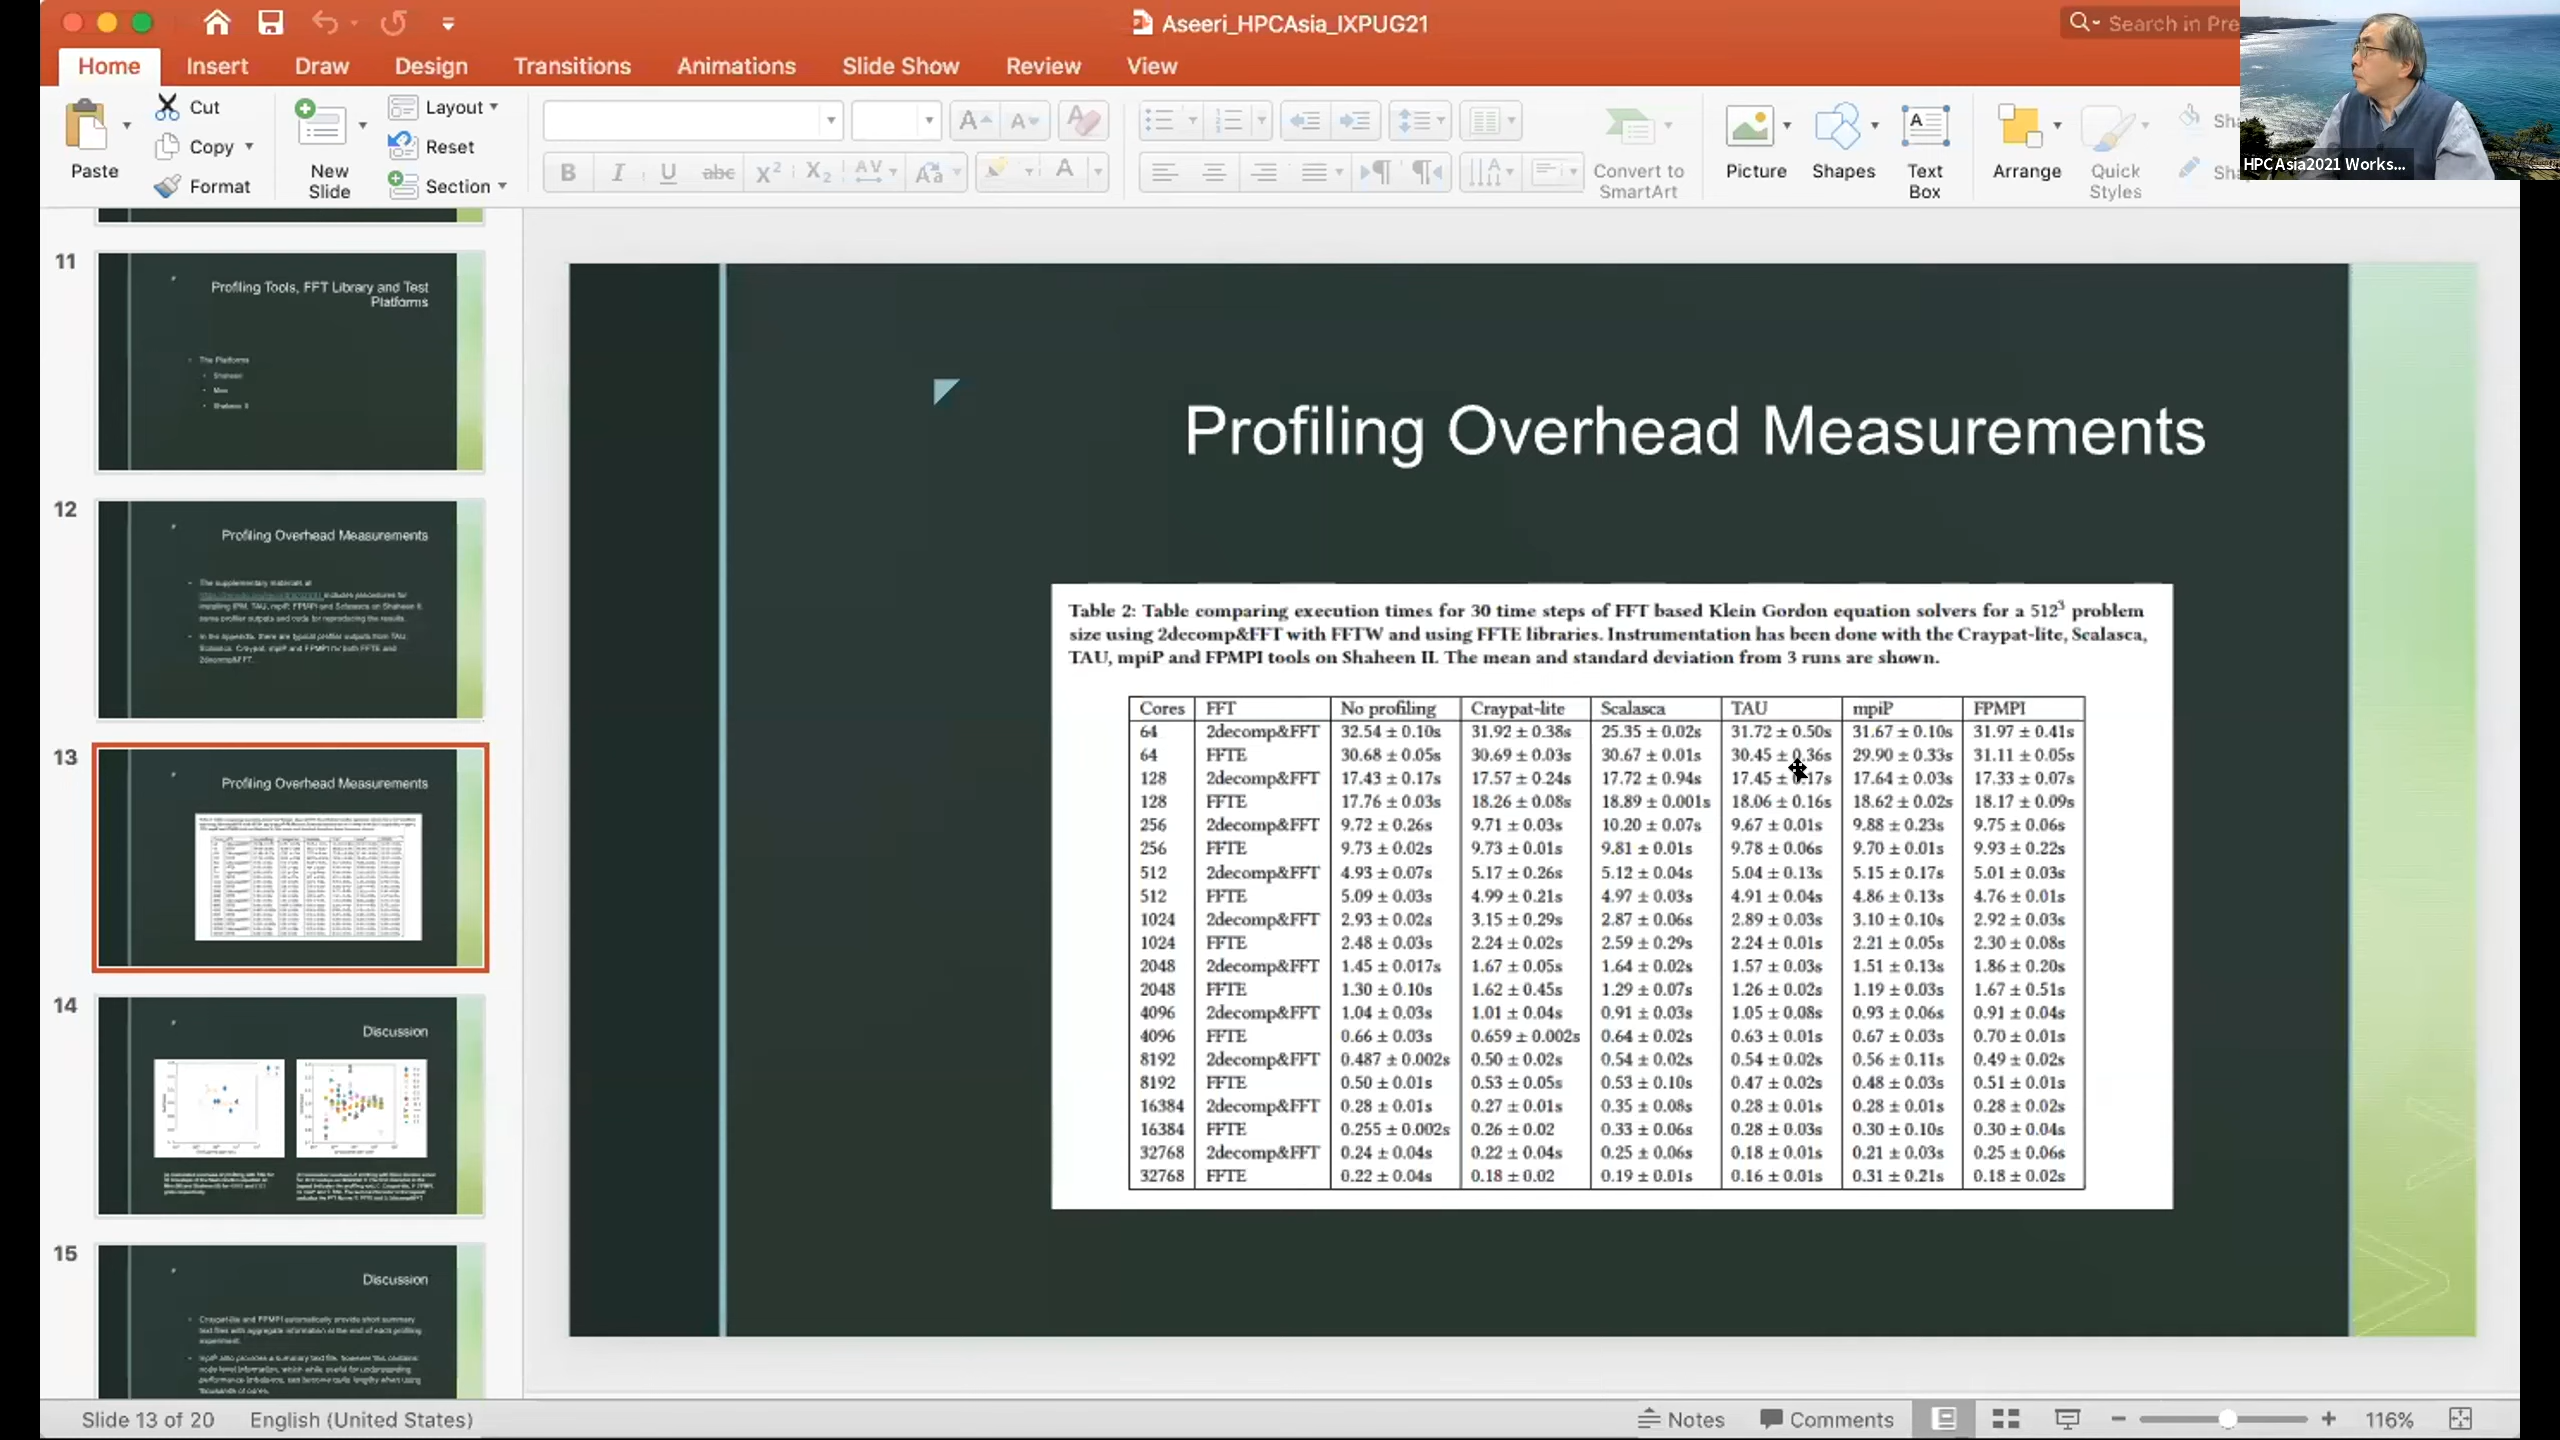 Aseeri_HPCAsia_IXPUG21
Search in Pre
Home Insert Draw Design Transitions Animations Slide Show Review View
Paste
Cut
Copy
Format
New Slide
Layout
Reset
Section
Convert to SmartArt
Picture
Shapes
Text Box
Arrange
Quick Styles
HPC Asia2021 Works...
11
Profiling Tools, FFT Library and Test
Platforms
The Platforms
12
Profiling Overhead Measurements
13
Profiling Overhead Measurements
14
Discussion
15
Discussion
Profiling Overhead Measurements
Table 2: Table comparing execution times for 30 time steps of FFT based Klein Gordon equation solvers for a 512³ problem
size using 2decomp&FFT with FFTW and using FFTE libraries. Instrumentation has been done with the Craypat-lite, Scalasca,
TAU, mpiP and FPMPI tools on Shaheen II. The mean and standard deviation from 3 runs are shown.
Cores FFT No profiling Craypat-lite Scalasca TAU mpiP FPMPI
64 2decomp&FFT 32.54 ± 0.10s 31.92 ± 0.38s 25.35 ± 0.02s 31.72 ± 0.50s 31.67 ± 0.10s 31.97 ± 0.41s
64 FFTE 30.68 ± 0.05s 30.69 ± 0.03s 30.67 ± 0.01s 30.45 ± 0.36s 29.90 ± 0.33s 31.11 ± 0.05s
128 2decomp&FFT 17.43 ± 0.17s 17.57 ± 0.24s 17.72 ± 0.94s 17.45 ± 0.17s 17.64 ± 0.03s 17.33 ± 0.07s
128 FFTE 17.76 ± 0.03s 18.26 ± 0.08s 18.89 ± 0.001s 18.06 ± 0.16s 18.62 ± 0.02s 18.17 ± 0.09s
256 2decomp&FFT 9.72 ± 0.26s 9.71 ± 0.03s 10.20 ± 0.07s 9.67 ± 0.01s 9.88 ± 0.23s 9.75 ± 0.06s
256 FFTE 9.73 ± 0.02s 9.73 ± 0.01s 9.81 ± 0.01s 9.78 ± 0.06s 9.70 ± 0.01s 9.93 ± 0.22s
512 2decomp&FFT 4.93 ± 0.07s 5.17 ± 0.26s 5.12 ± 0.04s 5.04 ± 0.13s 5.15 ± 0.17s 5.01 ± 0.03s
512 FFTE 5.09 ± 0.03s 4.99 ± 0.21s 4.97 ± 0.03s 4.91 ± 0.04s 4.86 ± 0.13s 4.76 ± 0.01s
1024 2decomp&FFT 2.93 ± 0.02s 3.15 ± 0.29s 2.87 ± 0.06s 2.89 ± 0.03s 3.10 ± 0.10s 2.92 ± 0.03s
1024 FFTE 2.48 ± 0.03s 2.24 ± 0.02s 2.59 ± 0.29s 2.24 ± 0.01s 2.21 ± 0.05s 2.30 ± 0.08s
2048 2decomp&FFT 1.45 ± 0.017s 1.67 ± 0.05s 1.64 ± 0.02s 1.57 ± 0.03s 1.51 ± 0.13s 1.86 ± 0.20s
2048 FFTE 1.30 ± 0.10s 1.62 ± 0.45s 1.29 ± 0.07s 1.26 ± 0.02s 1.19 ± 0.03s 1.67 ± 0.51s
4096 2decomp&FFT 1.04 ± 0.03s 1.01 ± 0.04s 0.91 ± 0.03s 1.05 ± 0.08s 0.93 ± 0.06s 0.91 ± 0.04s
4096 FFTE 0.66 ± 0.03s 0.659 ± 0.002s 0.64 ± 0.02s 0.63 ± 0.01s 0.67 ± 0.03s 0.70 ± 0.01s
8192 2decomp&FFT 0.487 ± 0.002s 0.50 ± 0.02s 0.54 ± 0.02s 0.54 ± 0.02s 0.56 ± 0.11s 0.49 ± 0.02s
8192 FFTE 0.50 ± 0.01s 0.53 ± 0.05s 0.53 ± 0.10s 0.47 ± 0.02s 0.48 ± 0.03s 0.51 ± 0.01s
16384 2decomp&FFT 0.28 ± 0.01s 0.27 ± 0.01s 0.35 ± 0.08s 0.28 ± 0.01s 0.28 ± 0.01s 0.28 ± 0.02s
16384 FFTE 0.255 ± 0.002s 0.26 ± 0.02 0.33 ± 0.06s 0.28 ± 0.03s 0.30 ± 0.10s 0.30 ± 0.04s
32768 2decomp&FFT 0.24 ± 0.04s 0.22 ± 0.04s 0.25 ± 0.06s 0.18 ± 0.01s 0.21 ± 0.03s 0.25 ± 0.06s
32768 FFTE 0.22 ± 0.04s 0.18 ± 0.02 0.19 ± 0.01s 0.16 ± 0.01s 0.31 ± 0.21s 0.18 ± 0.02s
Slide 13 of 20 English (United States) Notes Comments 116%